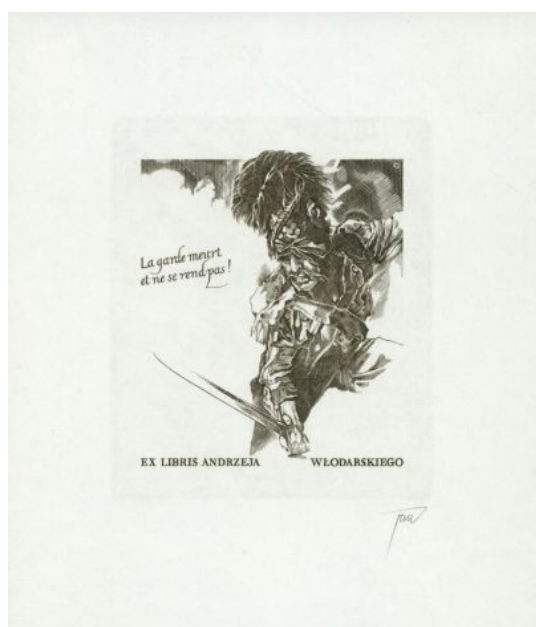 La garde meurt
et ne se rend pas !
EX LIBRIS ANDRZEJA WŁODARSKIEGO